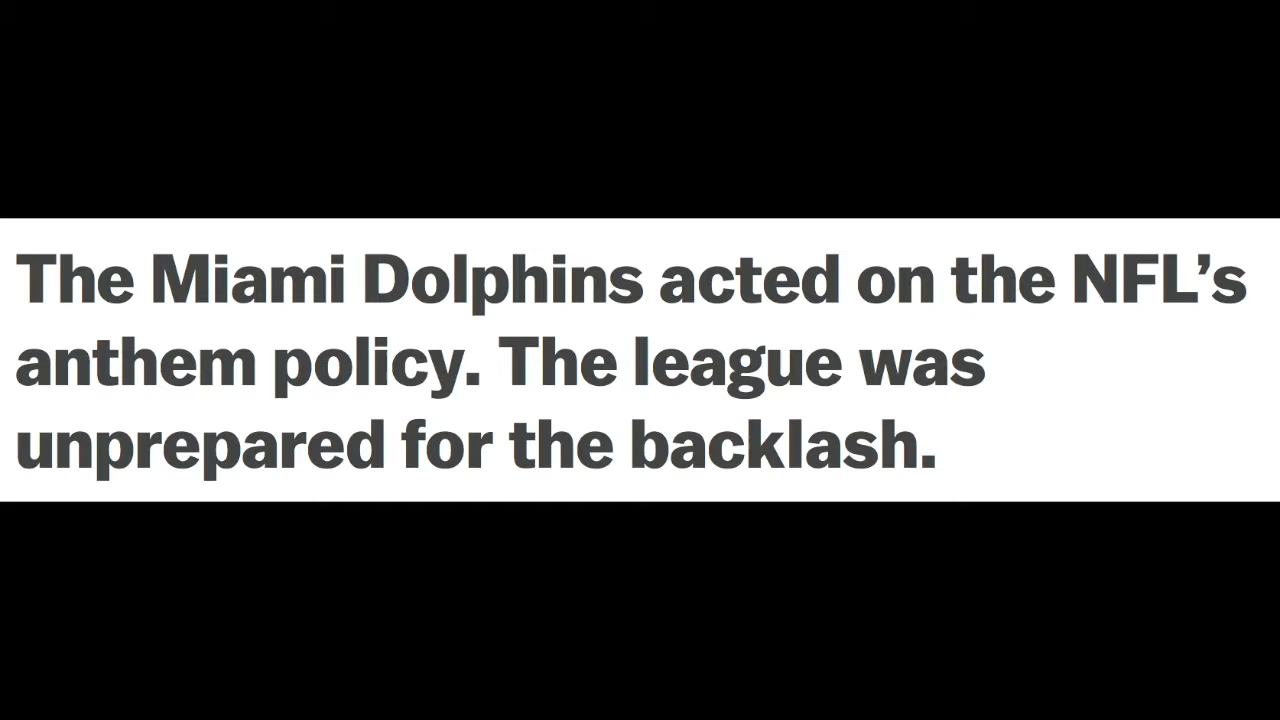 The Miami Dolphins acted on the NFL’s
anthem policy. The league was
unprepared for the backlash.